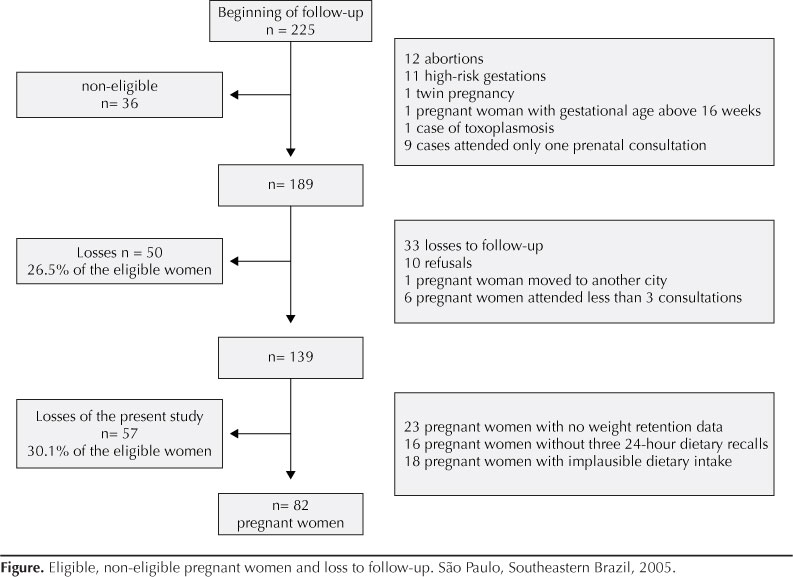 Beginning of follow-up
n = 225
non-eligible
n= 36
12 abortions
11 high-risk gestations
1 twin pregnancy
1 pregnant woman with gestational age above 16 weeks
1 case of toxoplasmosis
9 cases attended only one prenatal consultation
n= 189
Losses n = 50
26.5% of the eligible women
33 losses to follow-up
10 refusals
1 pregnant woman moved to another city
6 pregnant women attended less than 3 consultations
n= 139
Losses of the present study
n= 57
30.1% of the eligible women
23 pregnant women with no weight retention data
16 pregnant women without three 24-hour dietary recalls
18 pregnant women with implausible dietary intake
n= 82
pregnant women
Figure. Eligible, non-eligible pregnant women and loss to follow-up. São Paulo, Southeastern Brazil, 2005.